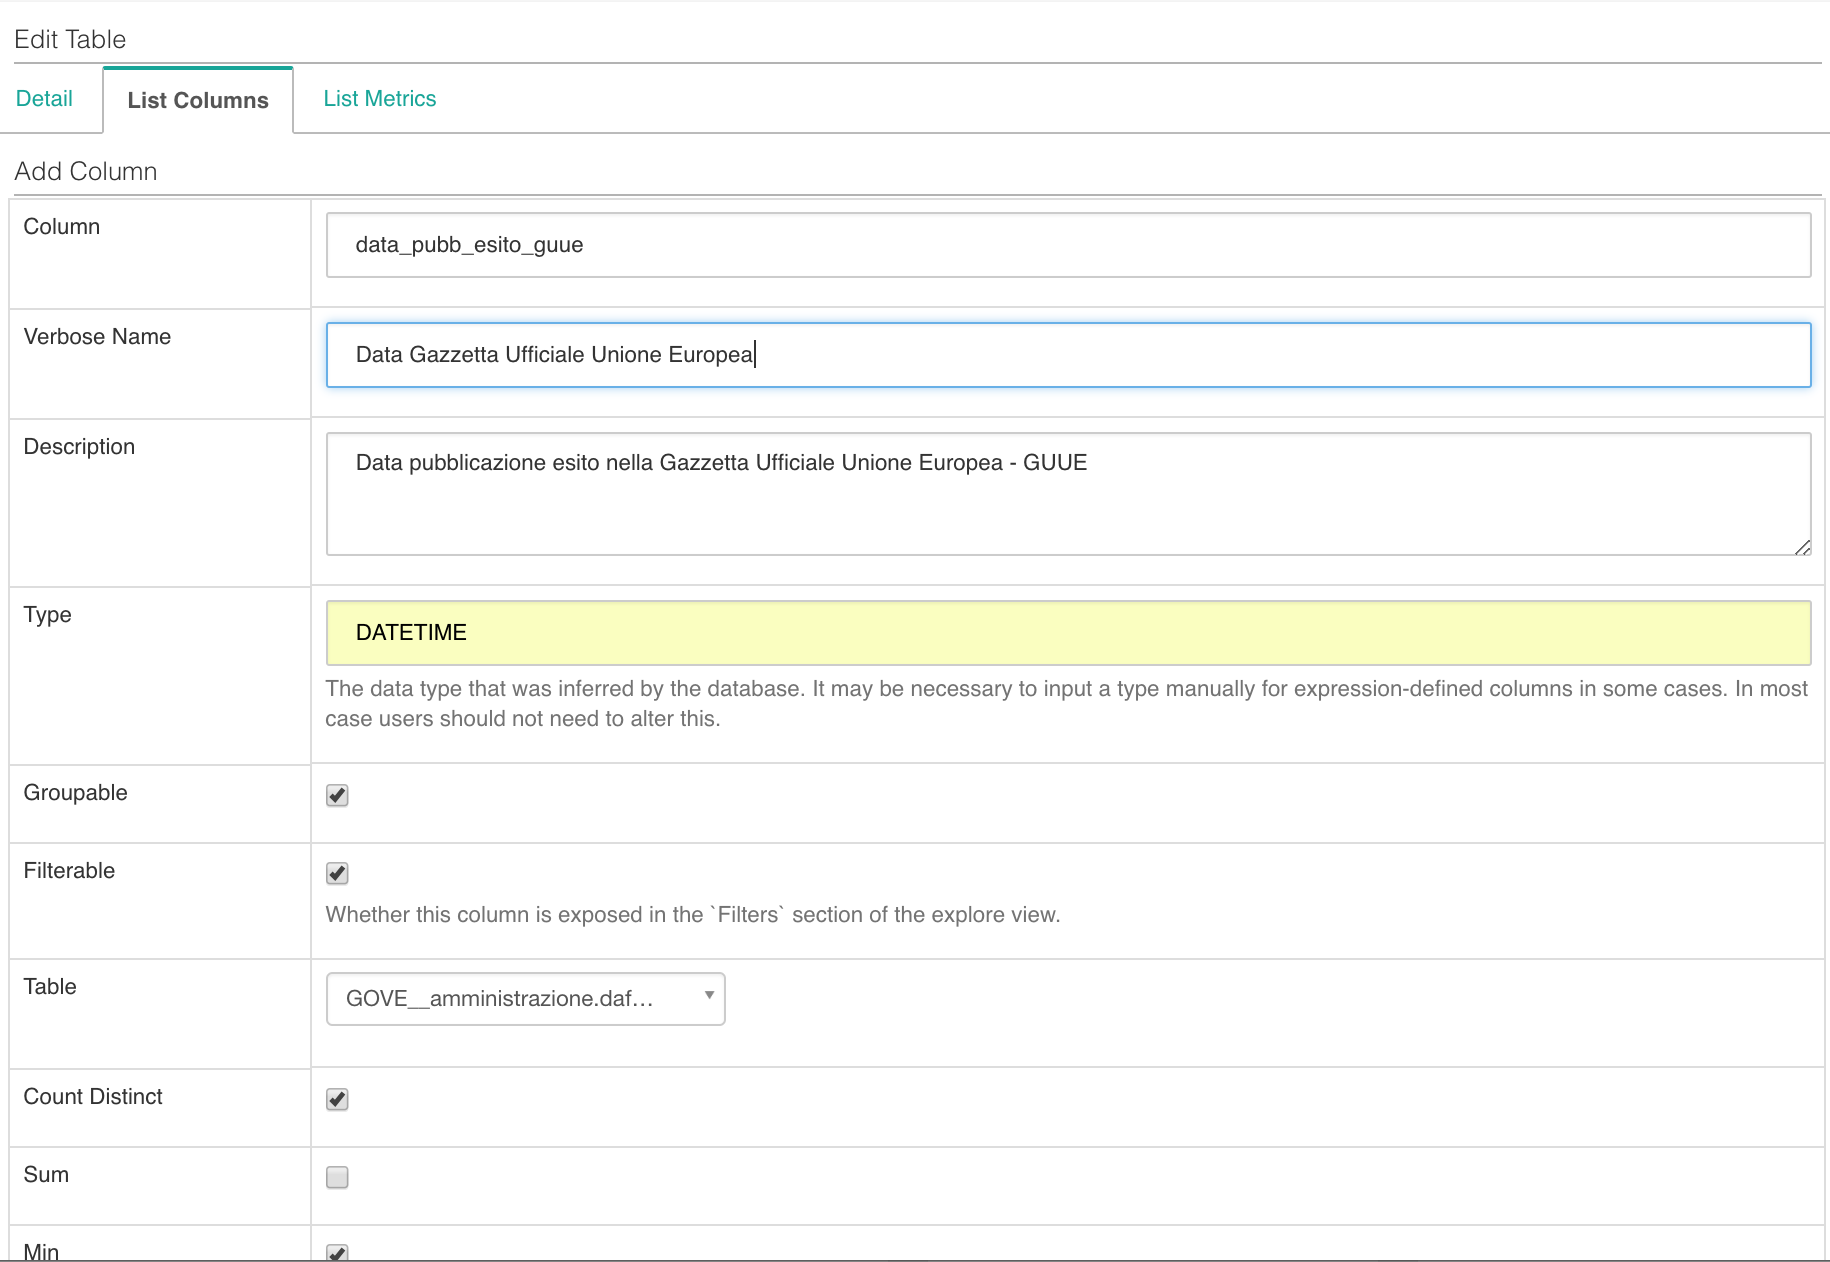 Edit Table
Detail
List Columns
List Metrics
Add Column
Column
data_pubb_esito_guue
Verbose Name
Data Gazzetta Ufficiale Unione Europea
Description
Data pubblicazione esito nella Gazzetta Ufficiale Unione Europea - GUUE
Type
DATETIME
The data type that was inferred by the database. It may be necessary to input a type manually for expression-defined columns in some cases. In most
case users should not need to alter this.
Groupable
Filterable
Whether this column is exposed in the `Filters` section of the explore view.
Table
GOVE__amministrazione.daf...
Count Distinct
Sum
Min